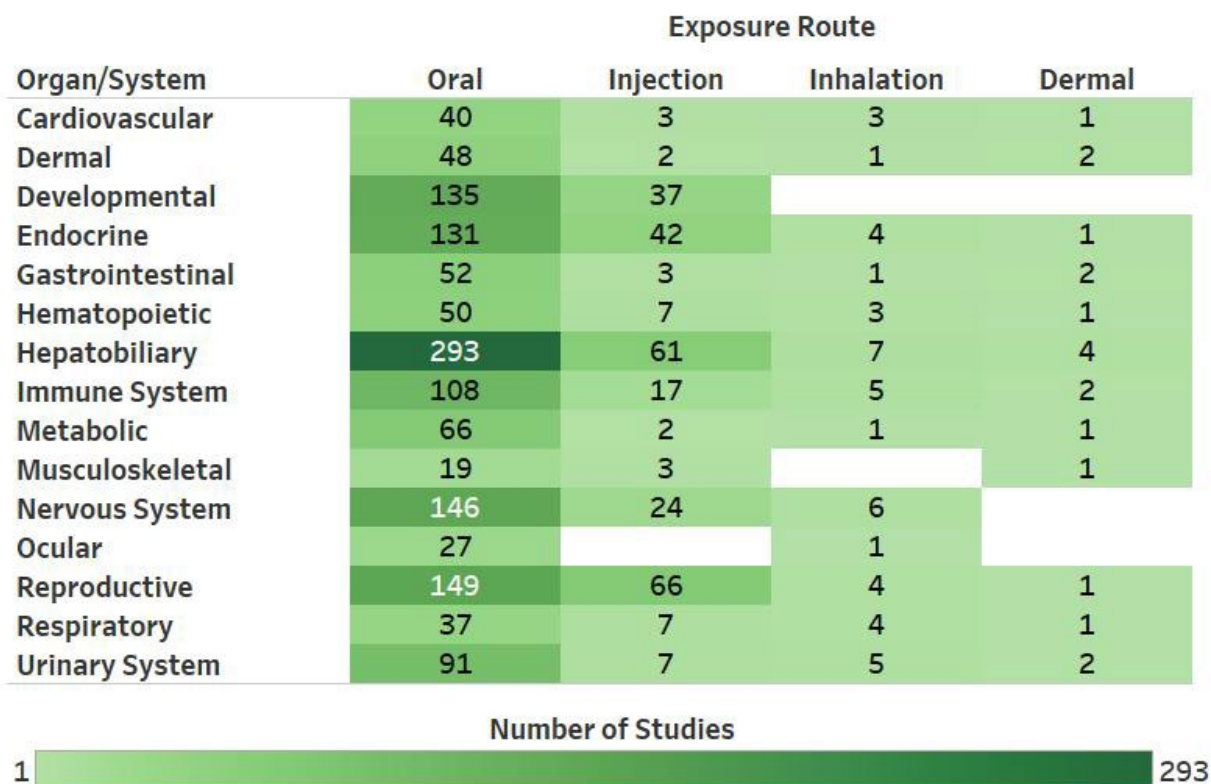 Exposure Route
Organ/System Oral Injection Inhalation Dermal
Cardiovascular 40 3 3 1
Dermal 48 2 1 2
Developmental 135 37
Endocrine 131 42 4 1
Gastrointestinal 52 3 1 2
Hematopoietic 50 7 3 1
Hepatobiliary 293 61 7 4
Immune System 108 17 5 2
Metabolic 66 2 1 1
Musculoskeletal 19 3 1
Nervous System 146 24 6
Ocular 27 1
Reproductive 149 66 4 1
Respiratory 37 7 4 1
Urinary System 91 7 5 2
Number of Studies
1 293